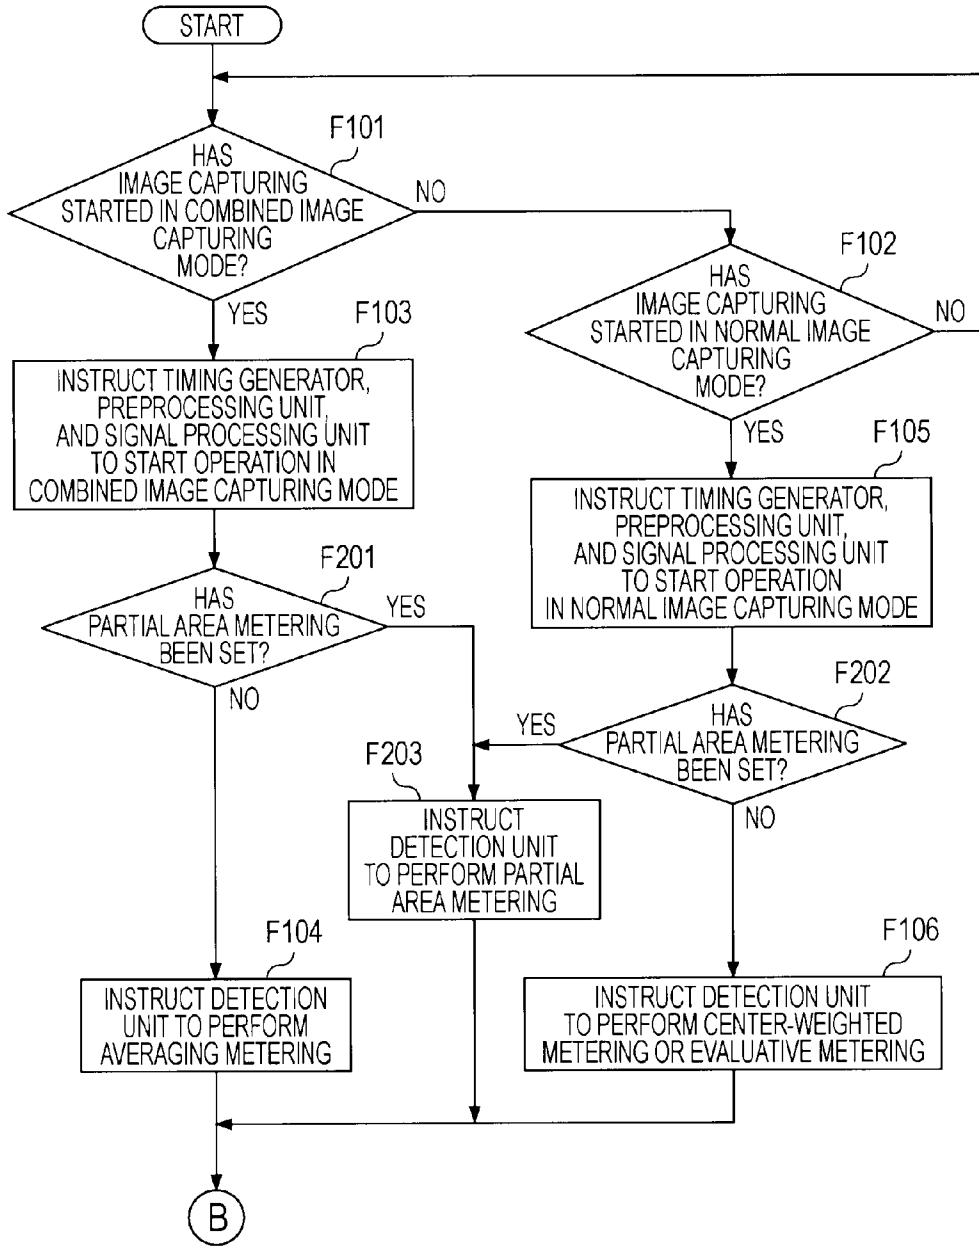 START
F101
HAS
IMAGE CAPTURING
STARTED IN COMBINED IMAGE
CAPTURING
MODE?
NO
YES
F102
HAS
IMAGE CAPTURING
STARTED IN NORMAL IMAGE
CAPTURING
MODE?
NO
YES
F103
INSTRUCT TIMING GENERATOR,
PREPROCESSING UNIT,
AND SIGNAL PROCESSING UNIT
TO START OPERATION IN
COMBINED IMAGE CAPTURING MODE
F105
INSTRUCT TIMING GENERATOR,
PREPROCESSING UNIT,
AND SIGNAL PROCESSING UNIT
TO START OPERATION
IN NORMAL IMAGE CAPTURING MODE
F201
HAS
PARTIAL AREA METERING
BEEN SET?
YES
NO
F202
HAS
PARTIAL AREA METERING
BEEN SET?
YES
NO
F203
INSTRUCT
DETECTION UNIT
TO PERFORM PARTIAL
AREA METERING
F104
INSTRUCT DETECTION
UNIT TO PERFORM
AVERAGING METERING
F106
INSTRUCT DETECTION UNIT
TO PERFORM CENTER-WEIGHTED
METERING OR EVALUATIVE METERING
B